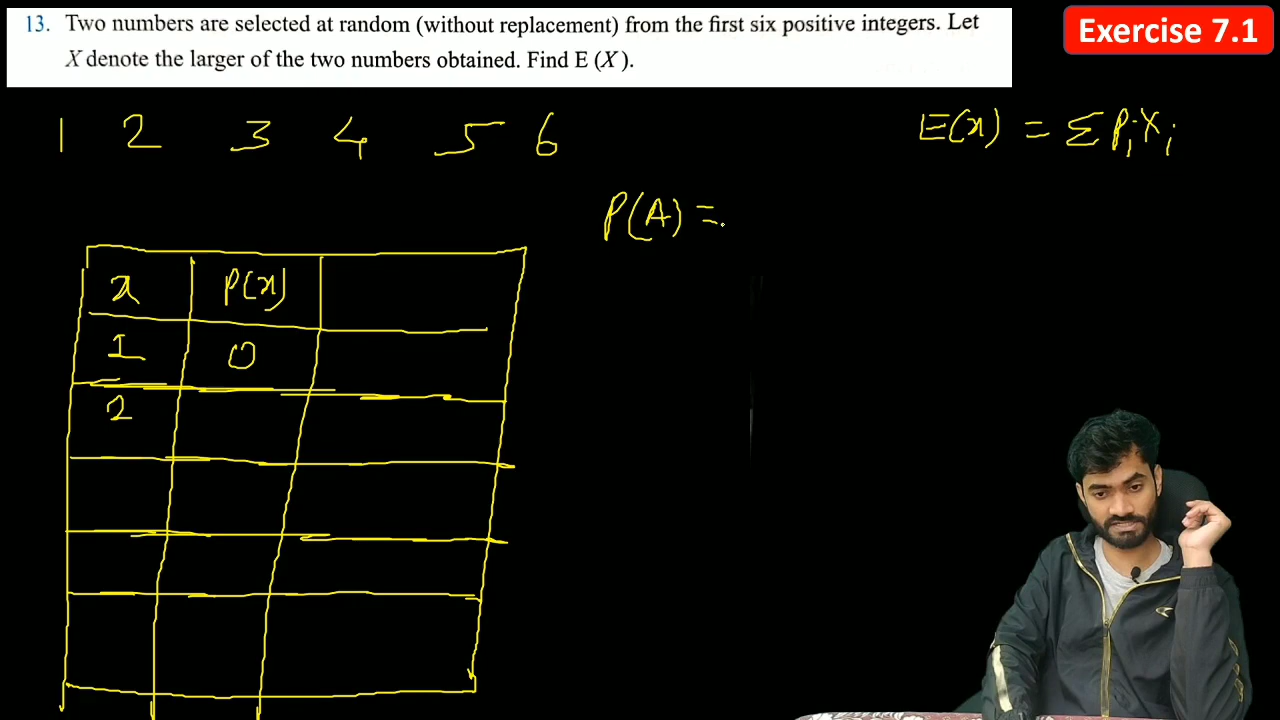 13. Two numbers are selected at random (without replacement) from the first six positive integers. Let
X denote the larger of the two numbers obtained. Find E (X ).
Exercise 7.1
1 2 3 4 5 6
E(x) = Σ PᵢXᵢ
P(A) =
x P(x)
1 0
2